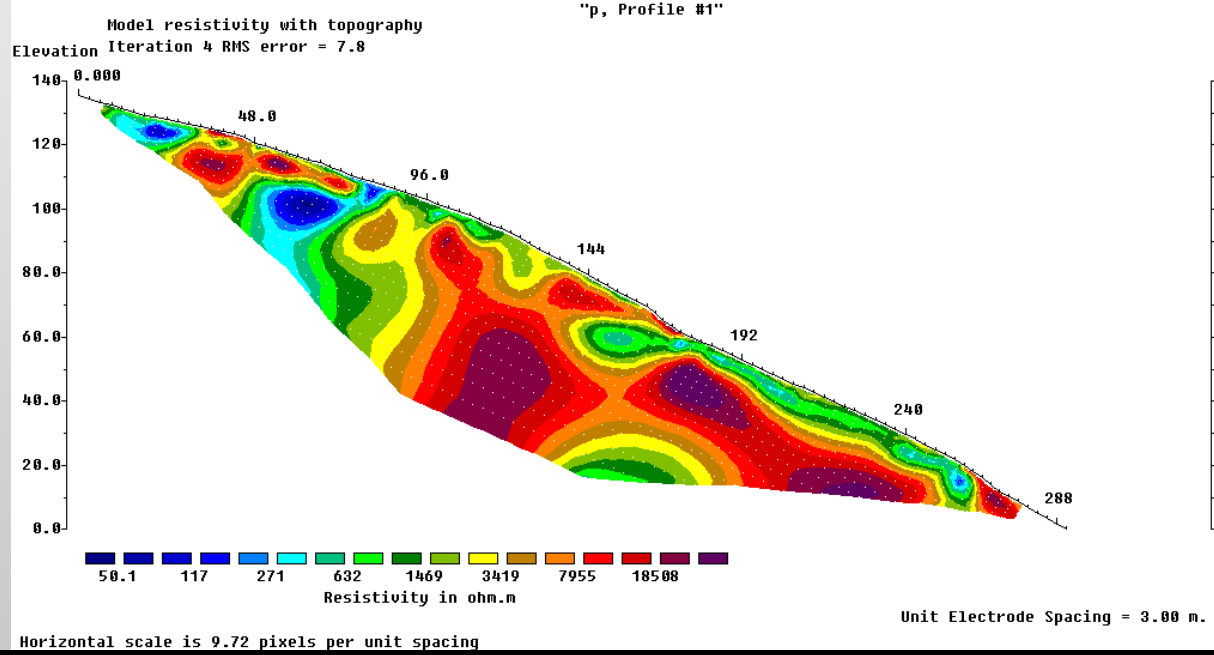 "p, Profile #1"
Model resistivity with topography
Iteration 4 RMS error = 7.8
Elevation
140
0.000
48.0
120
96.0
100
144
80.0
60.0
192
40.0
240
20.0
288
0.0
50.1 117 271 632 1469 3419 7955 18508
Resistivity in ohm.m
Unit Electrode Spacing = 3.00 m.
Horizontal scale is 9.72 pixels per unit spacing